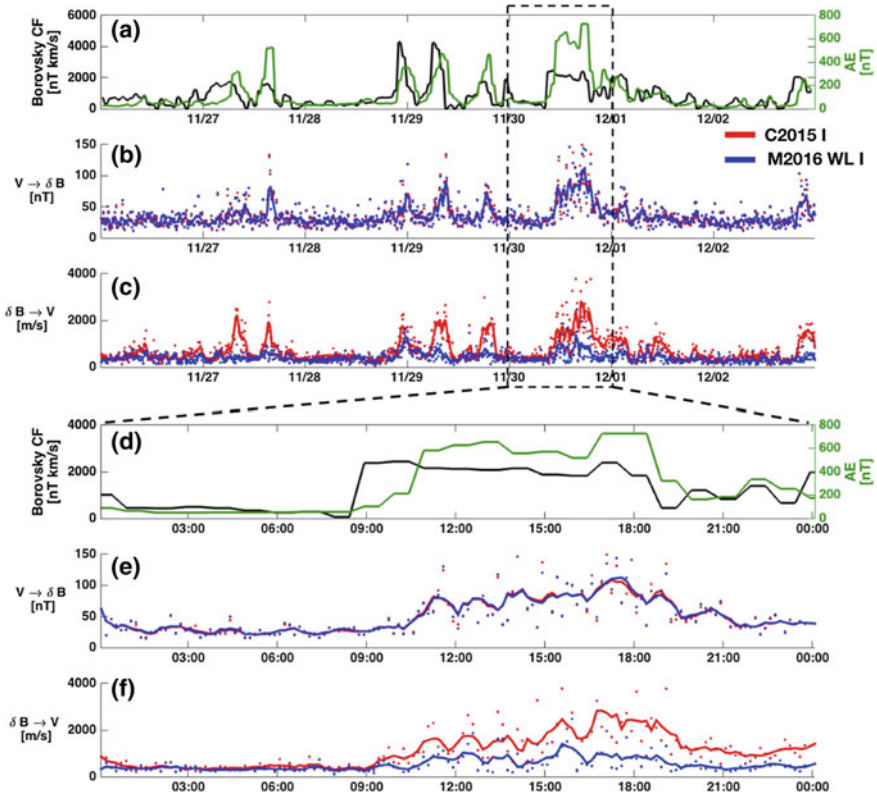 (a)
Borovsky CF
[nT km/s]
6000
4000
2000
0
800
600
400
200
0
AE
[nT]
11/27 11/28 11/29 11/30 12/01 12/02
C2015 I
M2016 WL I
(b)
V → δ B
[nT]
150
100
50
0
11/27 11/28 11/29 11/30 12/01 12/02
(c)
δ B → V
[m/s]
4000
2000
0
11/27 11/28 11/29 11/30 12/01 12/02
(d)
Borovsky CF
[nT km/s]
4000
2000
0
800
600
400
200
0
AE
[nT]
03:00 06:00 09:00 12:00 15:00 18:00 21:00 00:00
(e)
V → δ B
[nT]
150
100
50
0
03:00 06:00 09:00 12:00 15:00 18:00 21:00 00:00
(f)
δ B → V
[m/s]
4000
2000
0
03:00 06:00 09:00 12:00 15:00 18:00 21:00 00:00